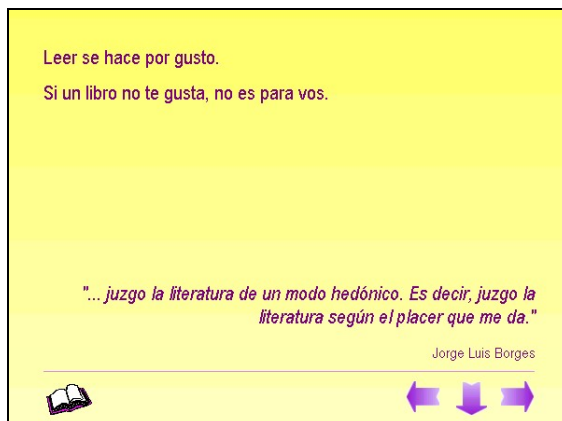 Leer se hace por gusto.
Si un libro no te gusta, no es para vos.
"... juzgo la literatura de un modo hedónico. Es decir, juzgo la
literatura según el placer que me da."
Jorge Luis Borges